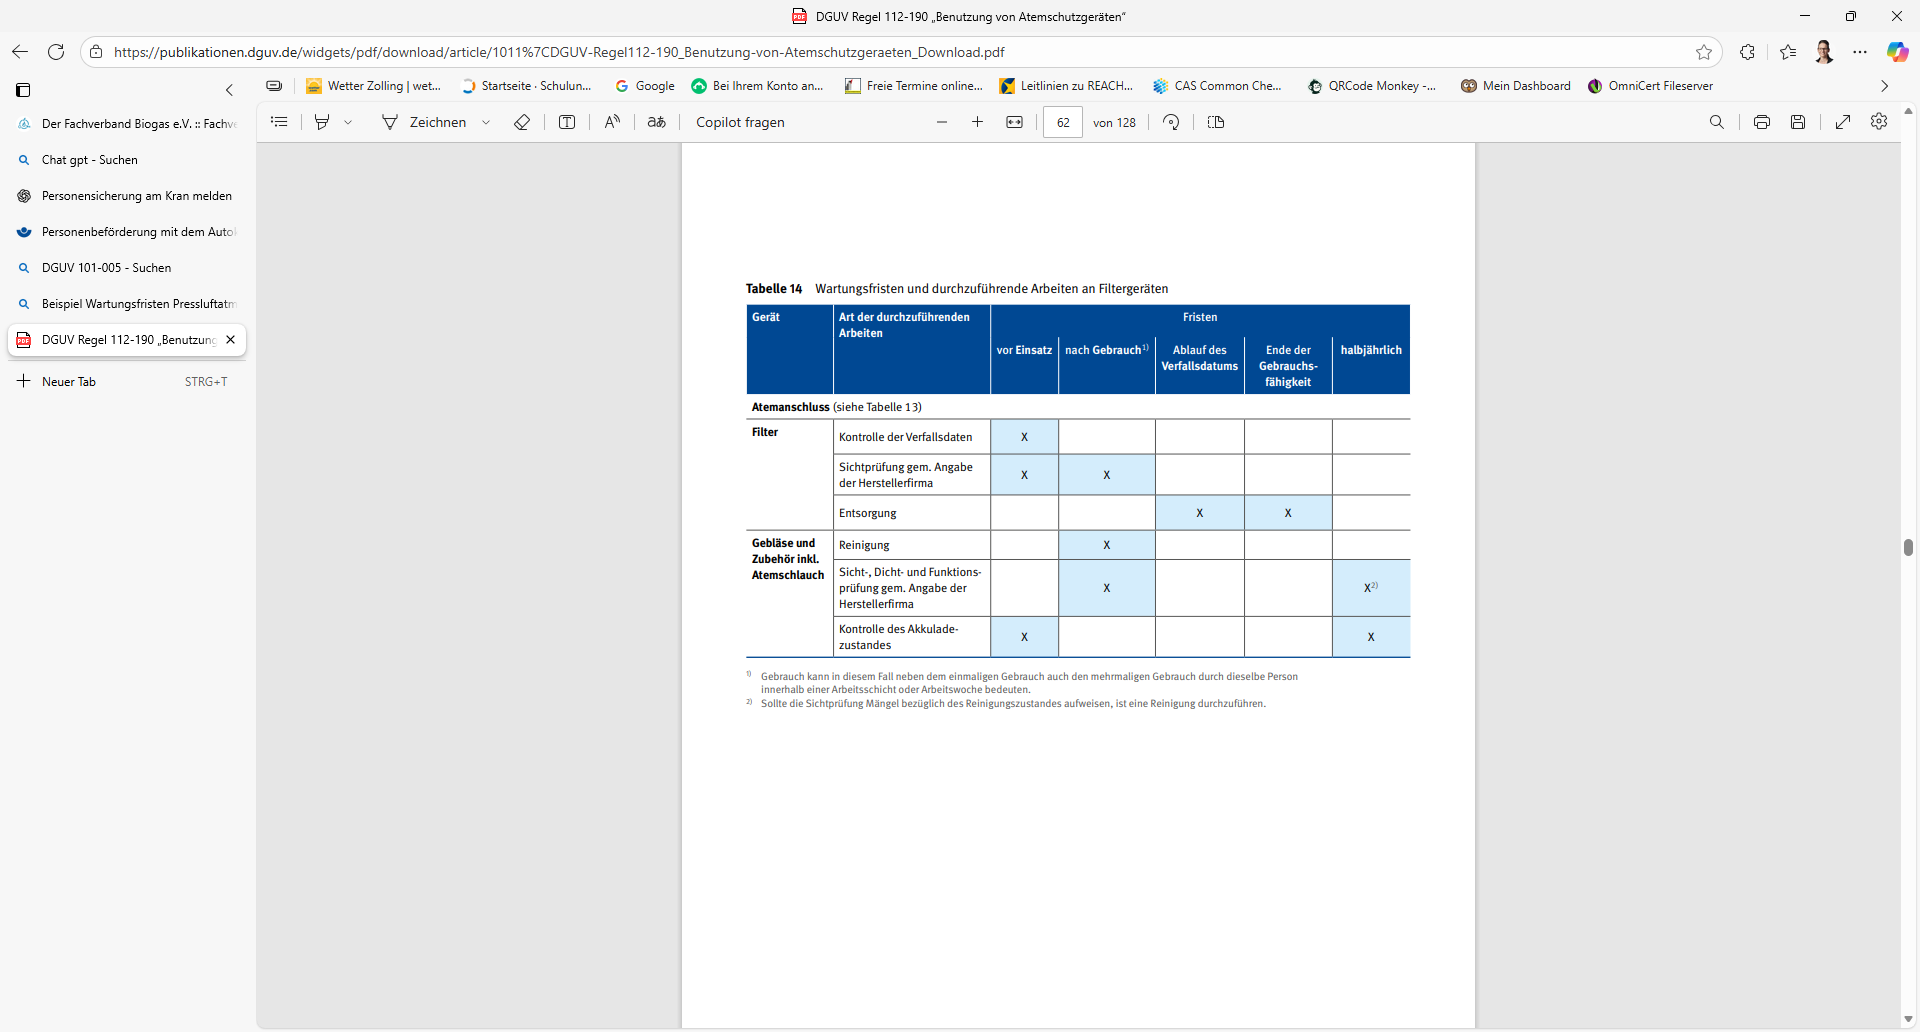 DGUV Regel 112-190 „Benutzung von Atemschutzgeräten“
https://publikationen.dguv.de/widgets/pdf/download/article/1011%7CDGUV-Regel112-190_Benutzung-von-Atemschutzgeraeten_Download.pdf
Wetter Zolling | wet...
Startseite · Schulun...
Google
Bei Ihrem Konto an...
Freie Termine online...
Leitlinien zu REACH...
CAS Common Che...
QRCode Monkey -...
Mein Dashboard
OmniCert Fileserver
Der Fachverband Biogas e.V. :: Fachve
Chat gpt - Suchen
Personensicherung am Kran melden
Personenbeförderung mit dem Autok
DGUV 101-005 - Suchen
Beispiel Wartungsfristen Pressluftatm
DGUV Regel 112-190 „Benutzung
Neuer Tab STRG+T
Zeichnen
Copilot fragen
62 von 128
Tabelle 14 Wartungsfristen und durchzuführende Arbeiten an Filtergeräten
Gerät
Art der durchzuführenden
Arbeiten
Fristen
vor Einsatz
nach Gebrauch1)
Ablauf des
Verfallsdatums
Ende der
Gebrauchs-
fähigkeit
halbjährlich
Atemanschluss (siehe Tabelle 13)
Filter
Kontrolle der Verfallsdaten
X
Sichtprüfung gem. Angabe
der Herstellerfirma
X X
Entsorgung
X X
Gebläse und
Zubehör inkl.
Atemschlauch
Reinigung
X
Sicht-, Dicht- und Funktions-
prüfung gem. Angabe der
Herstellerfirma
X X2)
Kontrolle des Akkulade-
zustandes
X X
1) Gebrauch kann in diesem Fall neben dem einmaligen Gebrauch auch den mehrmaligen Gebrauch durch dieselbe Person
innerhalb einer Arbeitsschicht oder Arbeitswoche bedeuten.
2) Sollte die Sichtprüfung Mängel bezüglich des Reinigungszustandes aufweisen, ist eine Reinigung durchzuführen.